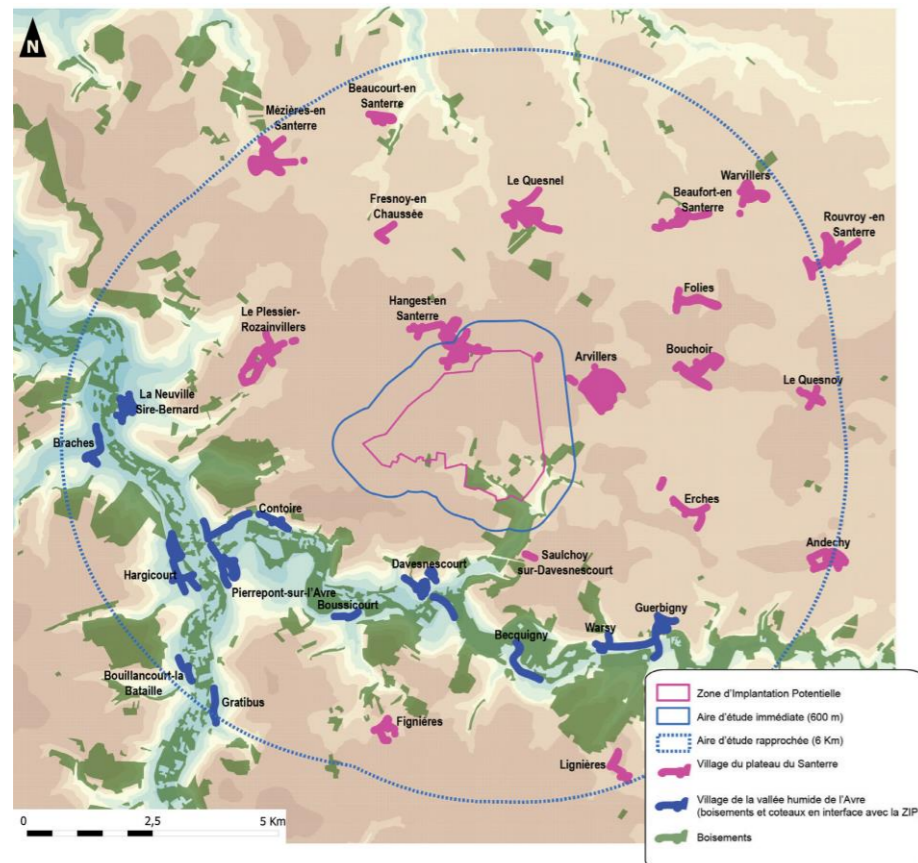 N
Beaucourt-en
Santerre
Mézières-en
Santerre
Le Quesnel
Warvillers
Beaufort-en
Santerre
Fresnoy-en
Chaussée
Rouvroy -en
Santerre
Folies
Hangest-en
Santerre
Le Plessier-
Rozainvillers
Arvillers
Bouchoir
Le Quesnoy
La Neuville
Sire-Bernard
Braches
Erches
Contoire
Andechy
Saulchoy
sur-Davesnescourt
Davesnescourt
Hargicourt
Pierrepont-sur-l'Avre
Boussicourt
Guerbigny
Warsy
Becquigny
Bouillancourt-la
Bataille
Gratibus
Fignières
Lignières
Zone d'Implantation Potentielle
Aire d'étude immédiate (600 m)
Aire d'étude rapprochée (6 Km)
Village du plateau du Santerre
Village de la vallée humide de l'Avre
(boisements et coteaux en interface avec la ZIP
Boisements
0 2,5 5 Km